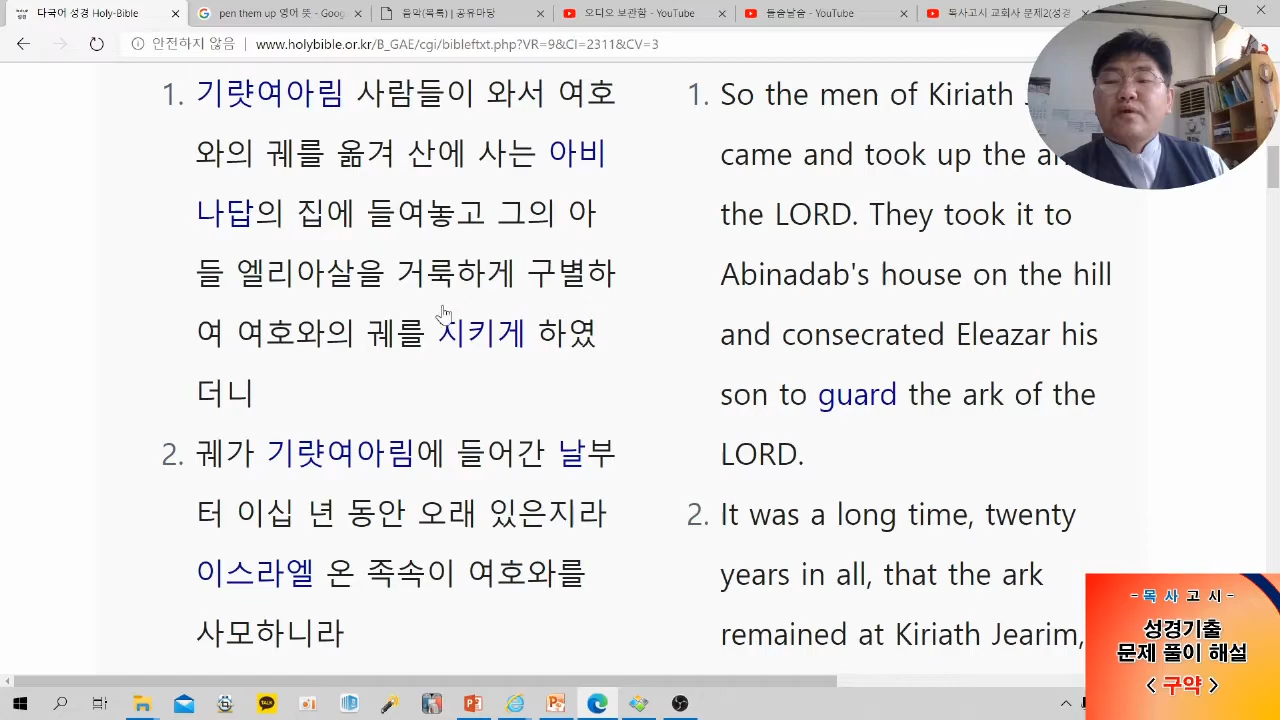 다국어 성경 Holy-Bible
pen them up 영어 뜻 - Goog
음악(목록) | 공유마당
오디오 보관함 - YouTube
돌솔날솜 - YouTube
목사고시 교회사 문제2(성경
안전하지 않음
www.holybible.or.kr/B_GAE/cgi/bibleftxt.php?VR=9&CI=2311&CV=3
1. 기럇여아림 사람들이 와서 여호
와의 궤를 옮겨 산에 사는 아비
나답의 집에 들여놓고 그의 아
들 엘리아살을 거룩하게 구별하
여 여호와의 궤를 지키게 하였
더니
2. 궤가 기럇여아림에 들어간 날부
터 이십 년 동안 오래 있은지라
이스라엘 온 족속이 여호와를
사모하니라
1. So the men of Kiriath
came and took up the
the LORD. They took it to
Abinadab's house on the hill
and consecrated Eleazar his
son to guard the ark of the
LORD.
2. It was a long time, twenty
years in all, that the ark
remained at Kiriath Jearim,
- 목 사 고 시 -
성경기출
문제 풀이 해설
< 구약 >